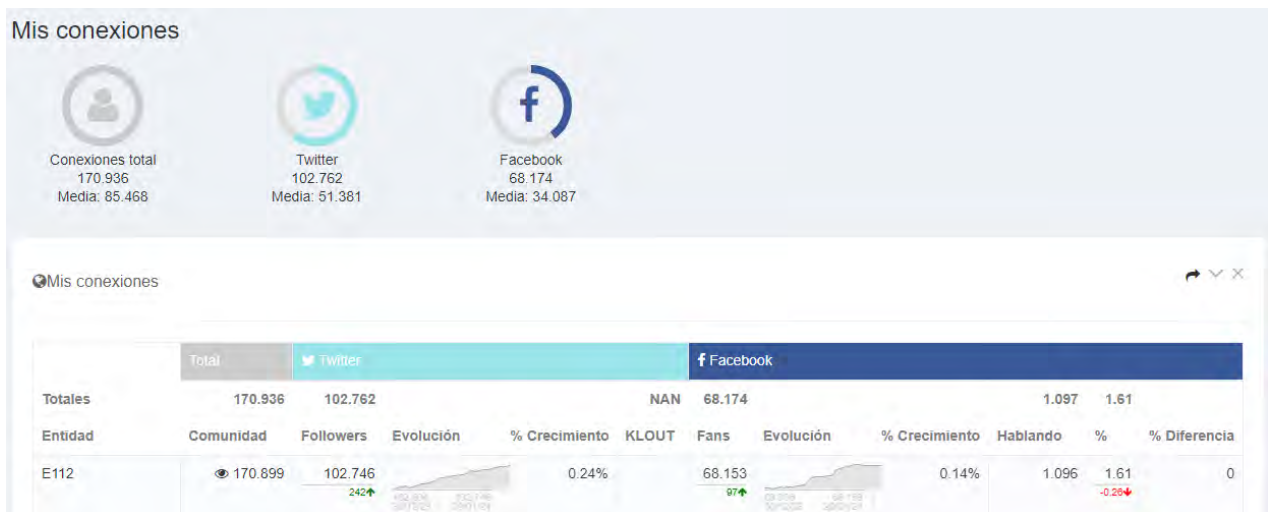 Mis conexiones
Conexiones total
170.936
Media: 85.468
Twitter
102.762
Media: 51.381
Facebook
68.174
Media: 34.087
Mis conexiones
Total Twitter Facebook
Totales 170.936 102.762 NAN 68.174 1.097 1.61
Entidad Comunidad Followers Evolución % Crecimiento KLOUT Fans Evolución % Crecimiento Hablando % % Diferencia
E112 170.899 102.746 0.24% 68.153 0.14% 1.096 1.61 0
242 97 -0.26